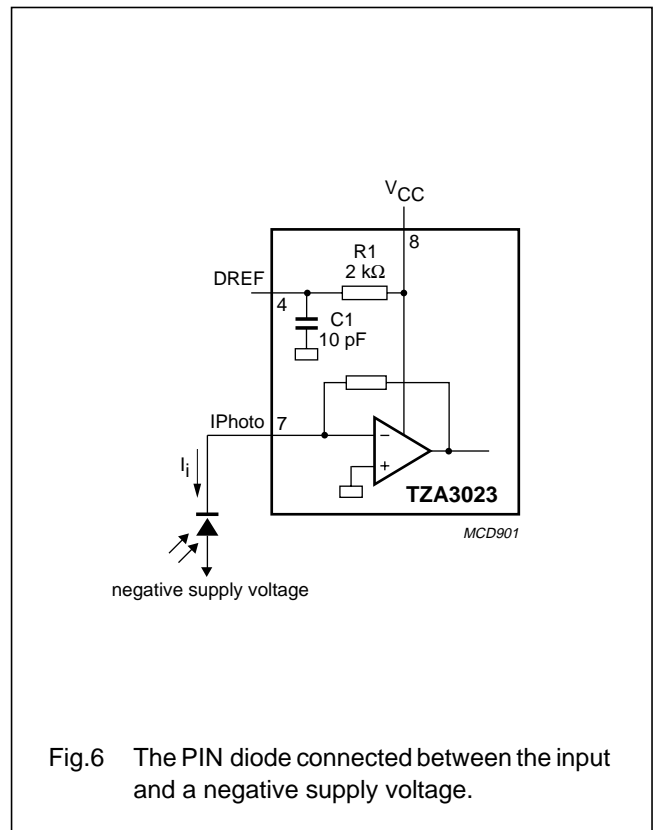 VCC
8
R1
2 kΩ
DREF
4
C1
10 pF
IPhoto
7
Ii
−
+
TZA3023
MCD901
negative supply voltage
Fig.6 The PIN diode connected between the input
and a negative supply voltage.